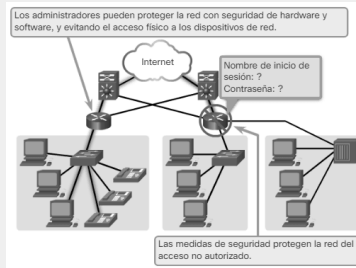 Los administradores pueden proteger la red con seguridad de hardware y
software, y evitando el acceso físico a los dispositivos de red.
Internet
Nombre de inicio de
sesión: ?
Contraseña: ?
Las medidas de seguridad protegen la red del
acceso no autorizado.